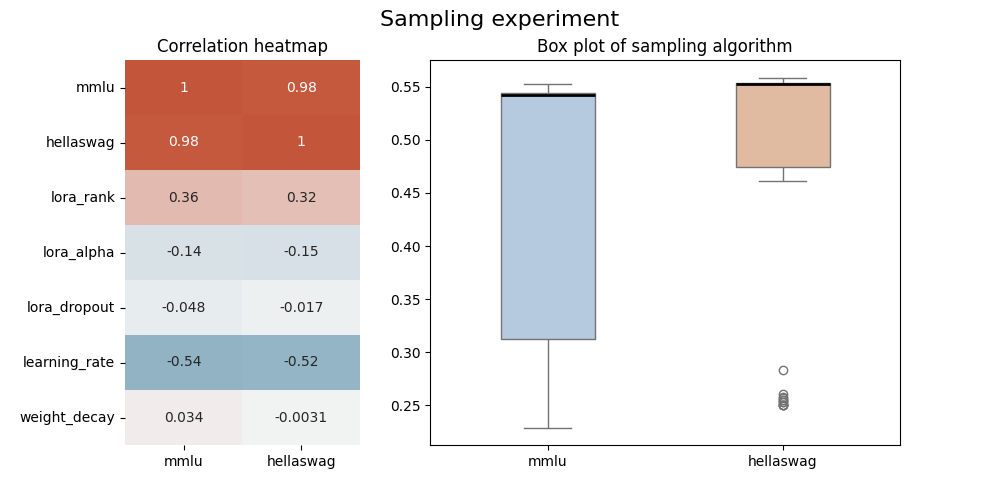 Sampling experiment
Correlation heatmap
mmlu 1 0.98
hellaswag 0.98 1
lora_rank 0.36 0.32
lora_alpha -0.14 -0.15
lora_dropout -0.048 -0.017
learning_rate -0.54 -0.52
weight_decay 0.034 -0.0031
mmlu hellaswag
Box plot of sampling algorithm
0.55
0.50
0.45
0.40
0.35
0.30
0.25
mmlu hellaswag